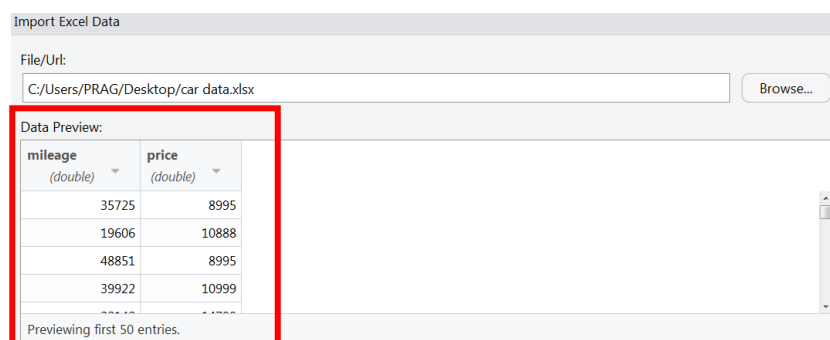 Import Excel Data
File/Url:
C:/Users/PRAG/Desktop/car data.xlsx
Browse...
Data Preview:
mileage price
(double) (double)
35725 8995
19606 10888
48851 8995
39922 10999
Previewing first 50 entries.